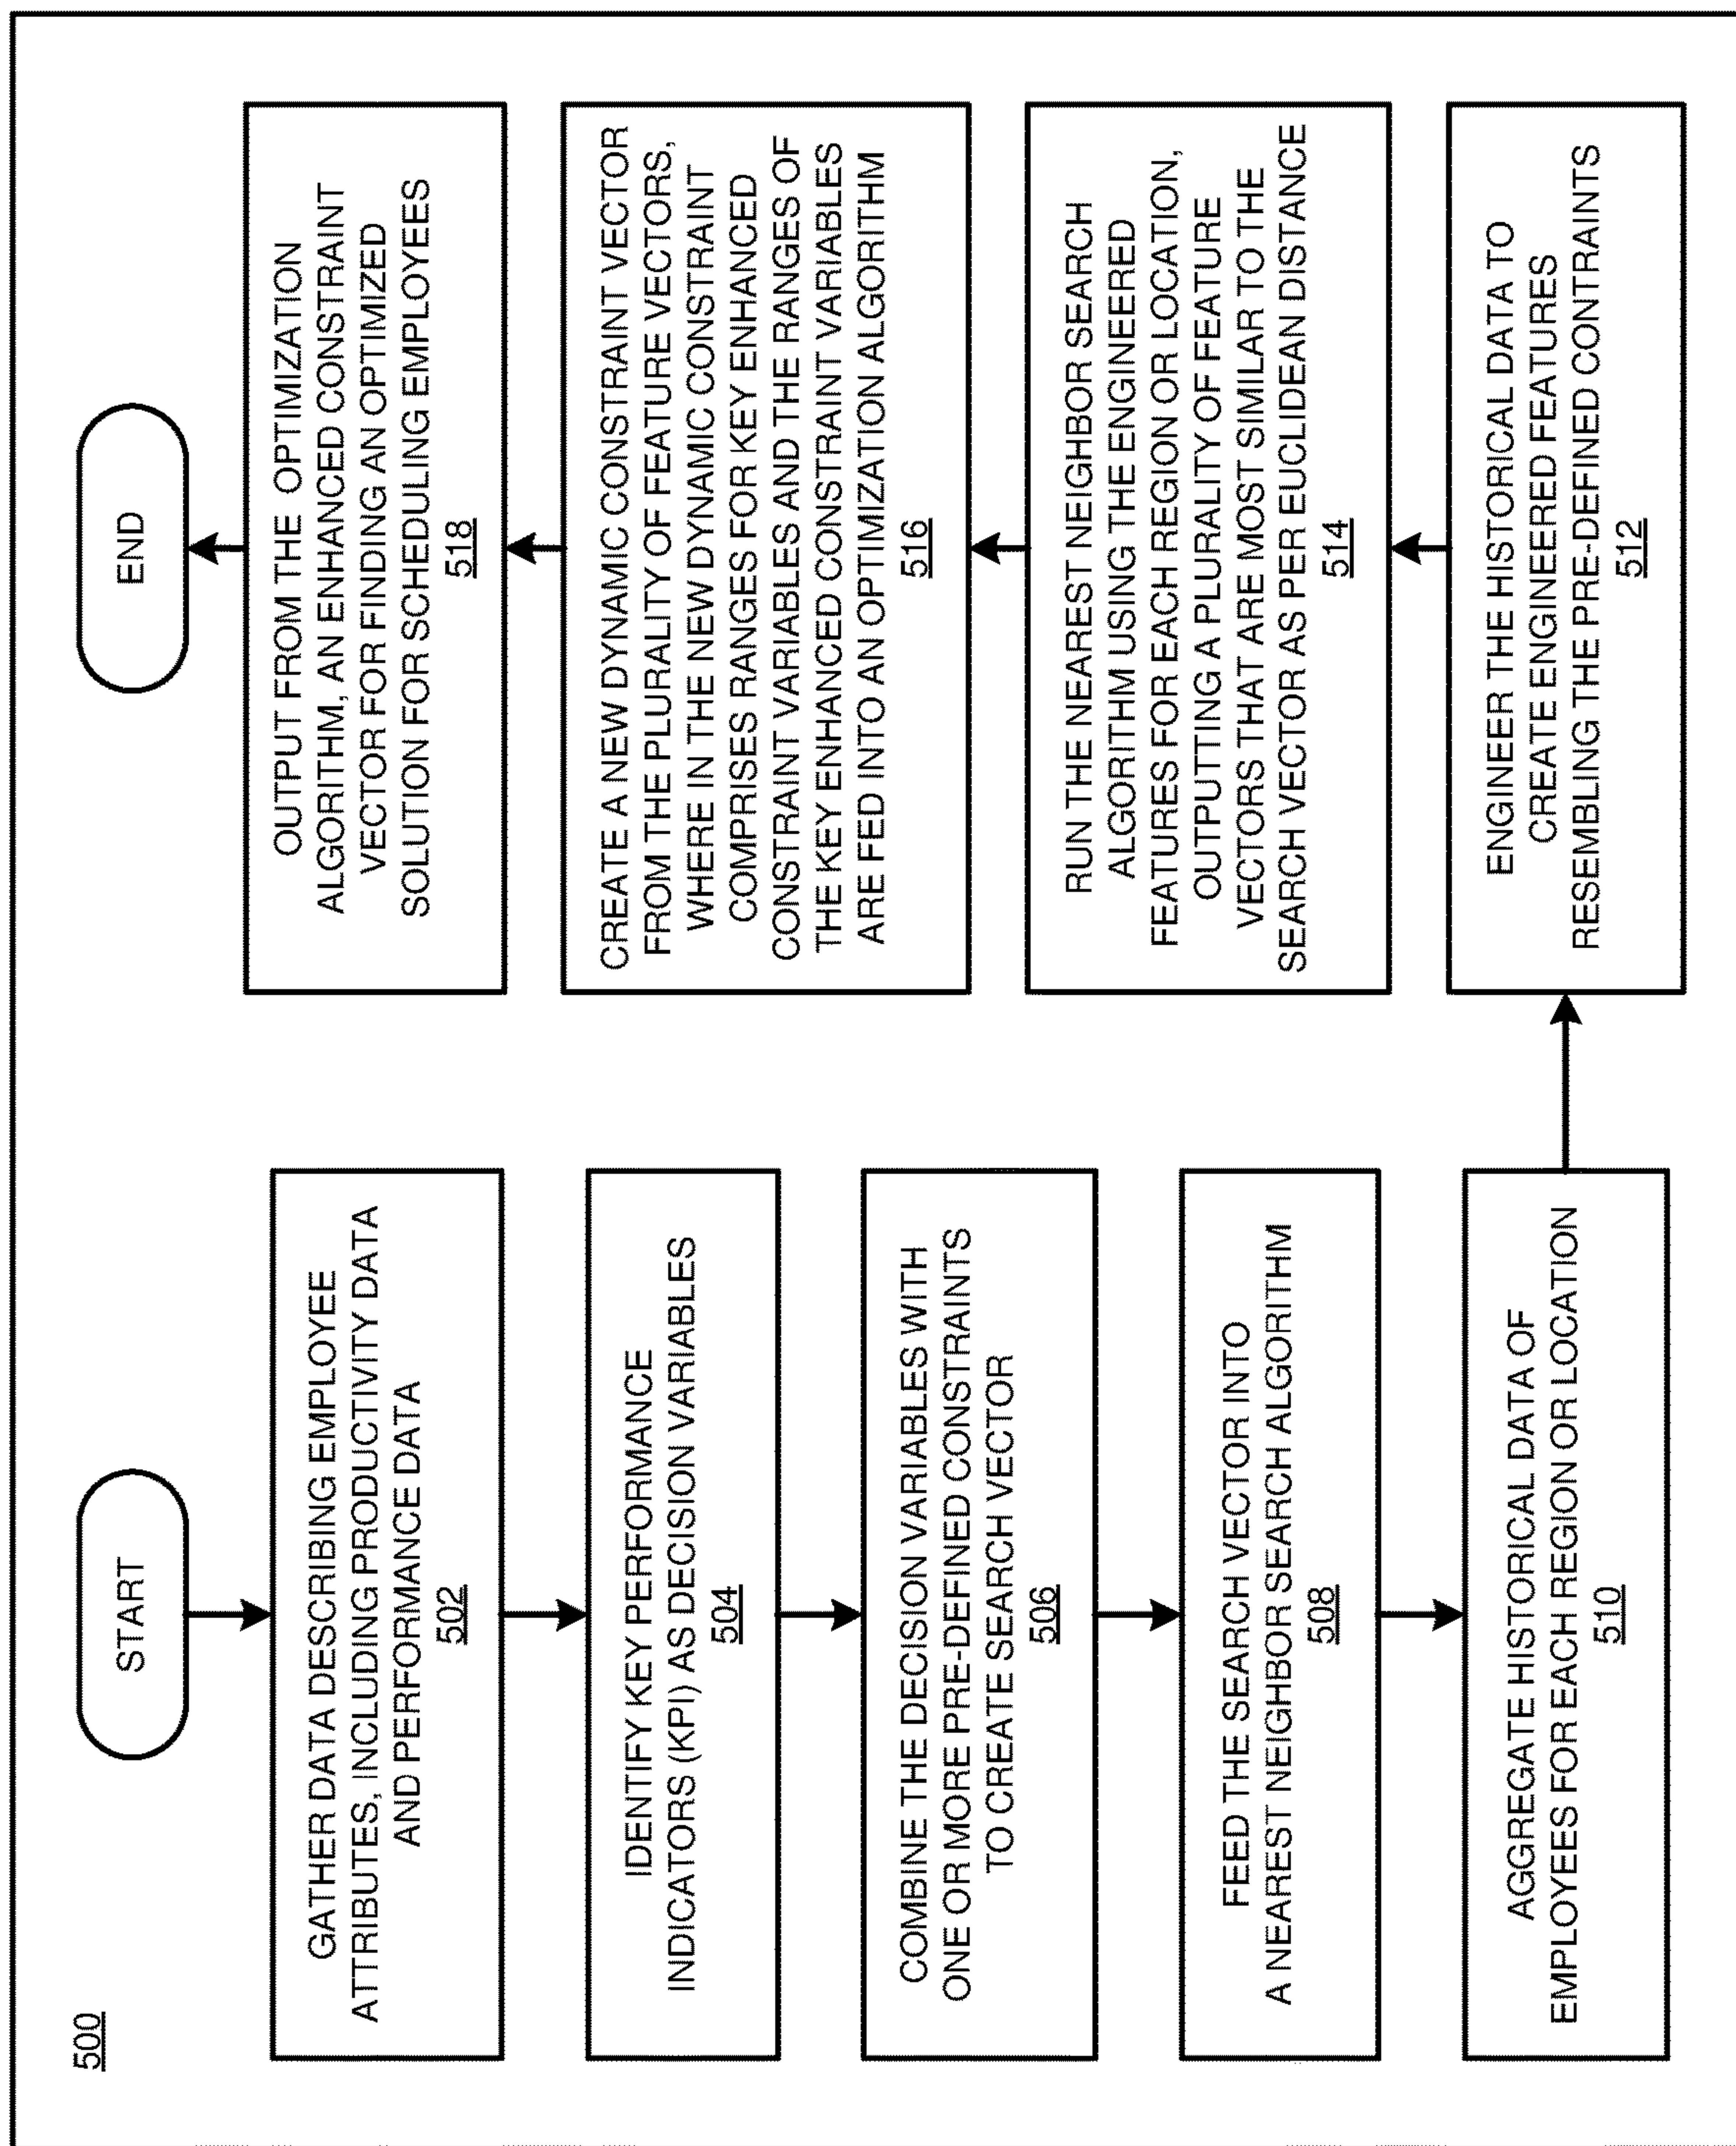 500
START
GATHER DATA DESCRIBING EMPLOYEE
ATTRIBUTES, INCLUDING PRODUCTIVITY DATA
AND PERFORMANCE DATA
502
IDENTIFY KEY PERFORMANCE
INDICATORS (KPI) AS DECISION VARIABLES
504
COMBINE THE DECISION VARIABLES WITH
ONE OR MORE PRE-DEFINED CONSTRAINTS
TO CREATE SEARCH VECTOR
506
FEED THE SEARCH VECTOR INTO
A NEAREST NEIGHBOR SEARCH ALGORITHM
508
AGGREGATE HISTORICAL DATA OF
EMPLOYEES FOR EACH REGION OR LOCATION
510
ENGINEER THE HISTORICAL DATA TO
CREATE ENGINEERED FEATURES
RESEMBLING THE PRE-DEFINED CONTRAINTS
512
RUN THE NEAREST NEIGHBOR SEARCH
ALGORITHM USING THE ENGINEERED
FEATURES FOR EACH REGION OR LOCATION,
OUTPUTTING A PLURALITY OF FEATURE
VECTORS THAT ARE MOST SIMILAR TO THE
SEARCH VECTOR AS PER EUCLIDEAN DISTANCE
514
CREATE A NEW DYNAMIC CONSTRAINT VECTOR
FROM THE PLURALITY OF FEATURE VECTORS,
WHERE IN THE NEW DYNAMIC CONSTRAINT
COMPRISES RANGES FOR KEY ENHANCED
CONSTRAINT VARIABLES AND THE RANGES OF
THE KEY ENHANCED CONSTRAINT VARIABLES
ARE FED INTO AN OPTIMIZATION ALGORITHM
516
OUTPUT FROM THE OPTIMIZATION
ALGORITHM, AN ENHANCED CONSTRAINT
VECTOR FOR FINDING AN OPTIMIZED
SOLUTION FOR SCHEDULING EMPLOYEES
518
END